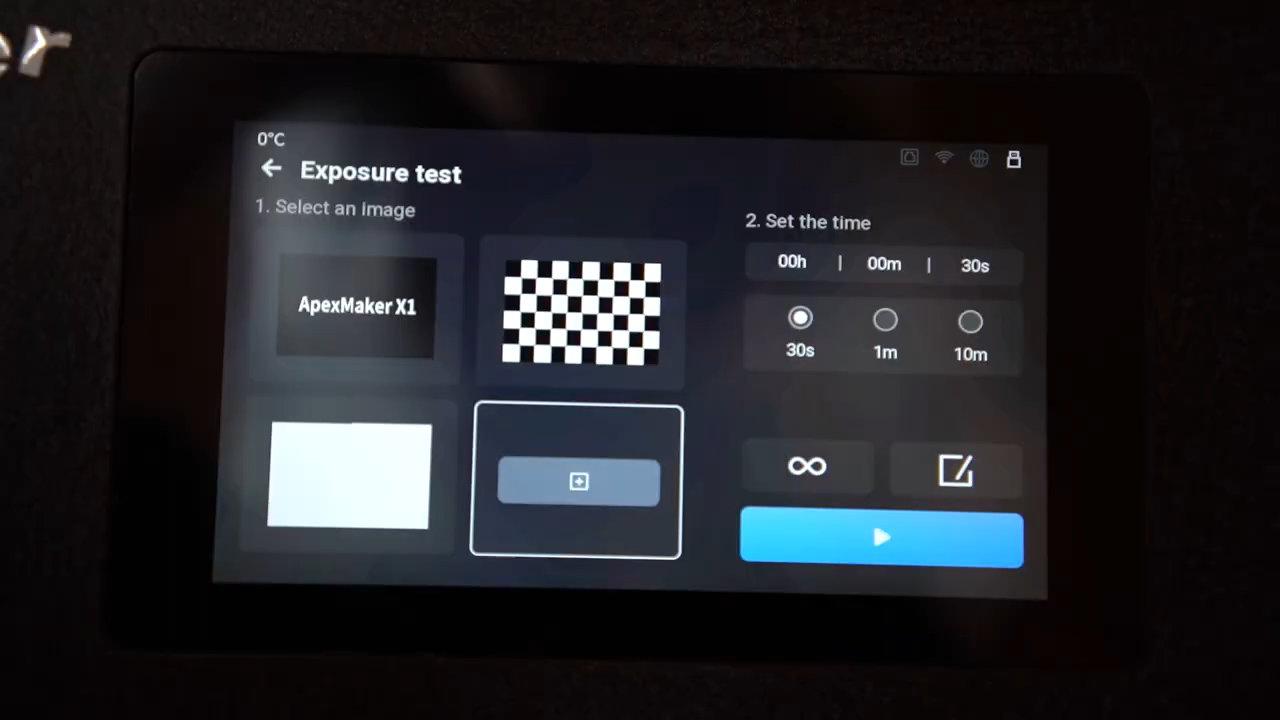 er
0°C
Exposure test
1. Select an image
ApexMaker X1
2. Set the time
00h | 00m | 30s
30s 1m 10m